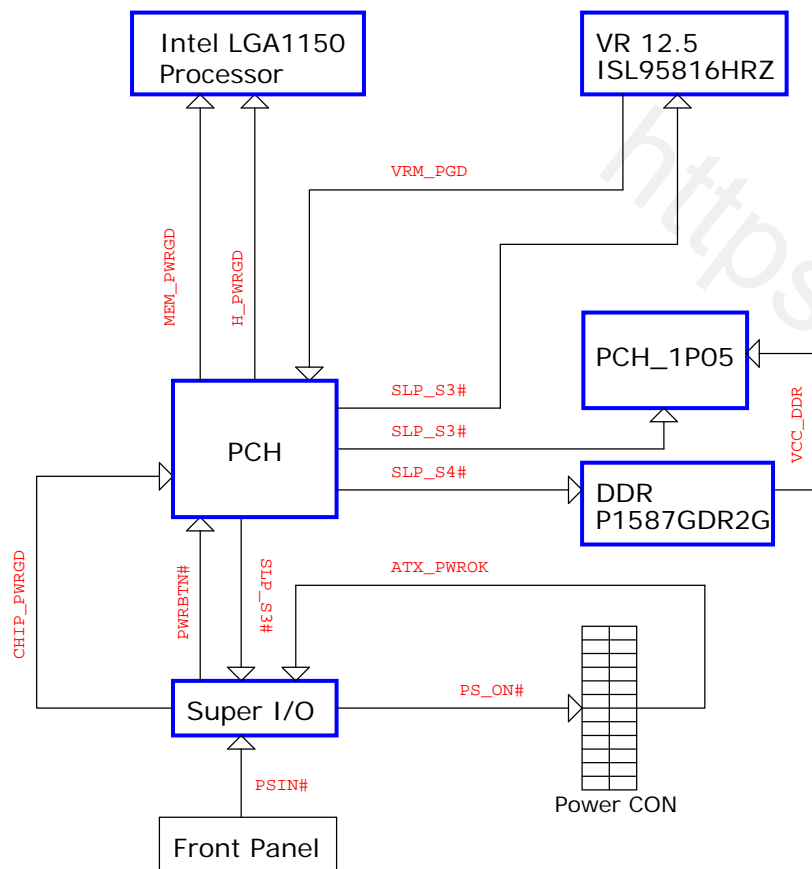 Intel LGA1150
Processor
VR 12.5
ISL95816HRZ
VRM_PGD
https
MEM_PWRGD
H_PWRGD
PCH_1P05
SLP_S3#
SLP_S3#
PCH
VCC_DDR
SLP_S4#
DDR
P1587GDR2G
CHIP_PWRGD
PWRBTN#
SLP_S3#
ATX_PWROK
Super I/O
PS_ON#
PSIN#
Power CON
Front Panel